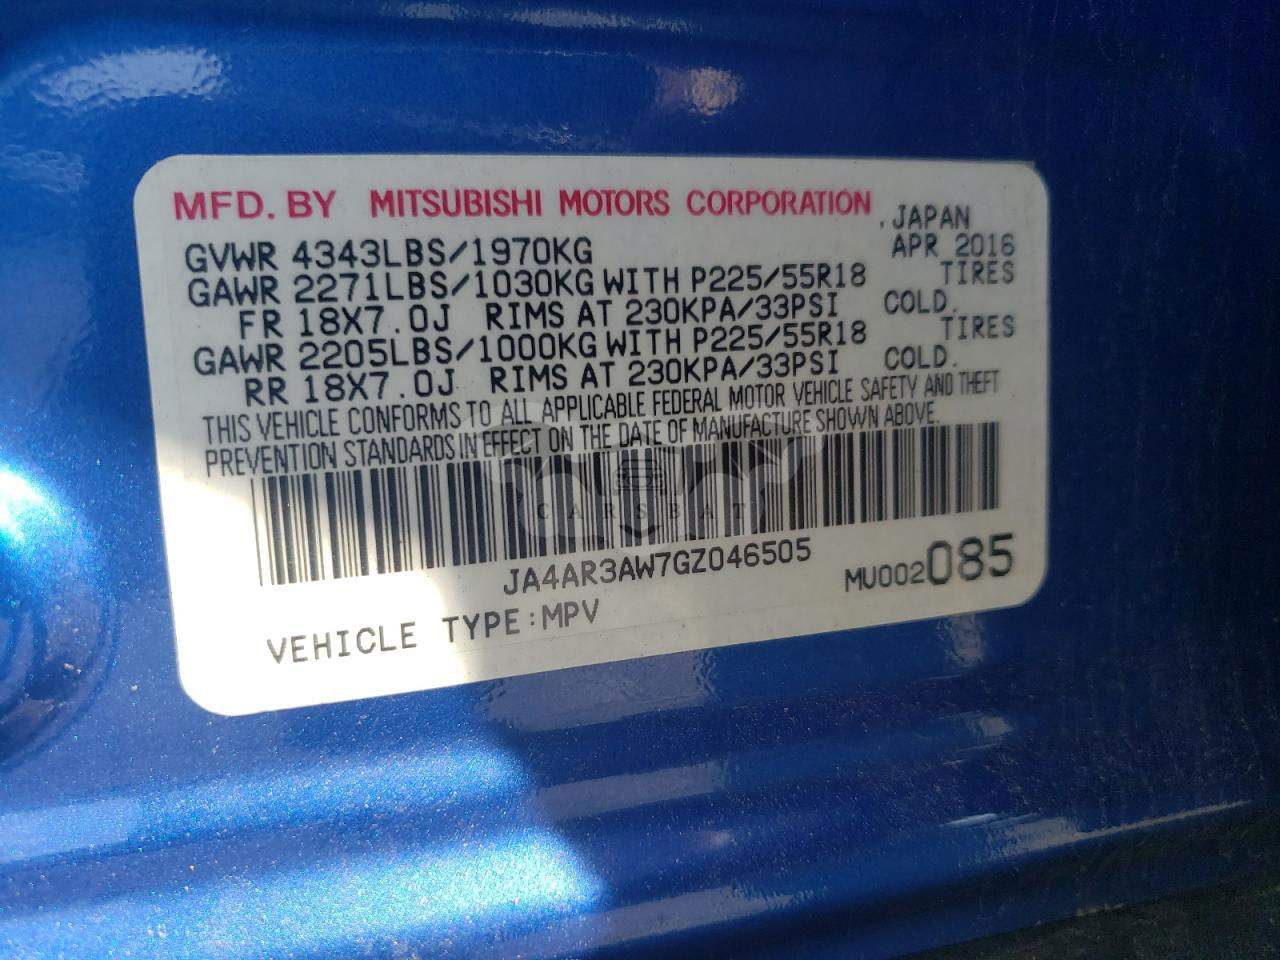 MFD. BY MITSUBISHI MOTORS CORPORATION .JAPAN
GVWR 4343LBS/1970KG APR 2016
GAWR 2271LBS/1030KG WITH P225/55R18 TIRES
FR 18X7.0J RIMS AT 230KPA/33PSI COLD.
GAWR 2205LBS/1000KG WITH P225/55R18 TIRES
RR 18X7.0J RIMS AT 230KPA/33PSI COLD.
THIS VEHICLE CONFORMS TO ALL APPLICABLE FEDERAL MOTOR VEHICLE SAFETY AND THEFT
PREVENTION STANDARDS IN EFFECT ON THE DATE OF MANUFACTURE SHOWN ABOVE.
CARSBAT
JA4AR3AW7GZ046505 MU002085
VEHICLE TYPE:MPV